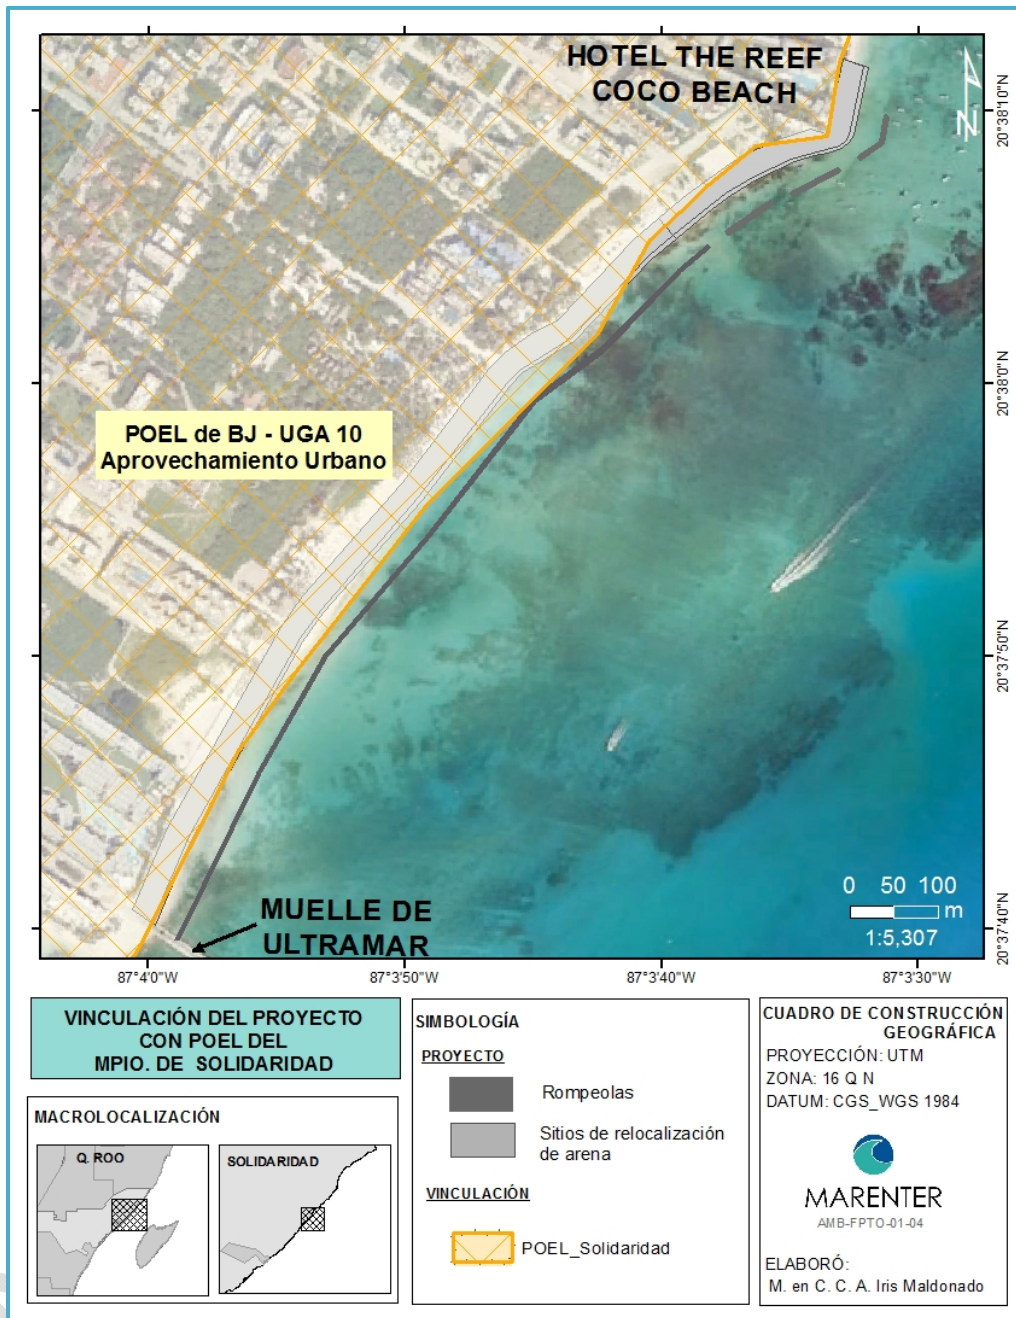 HOTEL THE REEF
COCO BEACH
20°38'10"N
20°38'0"N
20°37'50"N
20°37'40"N
POEL de BJ - UGA 10
Aprovechamiento Urbano
MUELLE DE
ULTRAMAR
N
0 50 100
m
1:5,307
87°4'0"W
87°3'50"W
87°3'40"W
87°3'30"W
VINCULACIÓN DEL PROYECTO
CON POEL DEL
MPIO. DE SOLIDARIDAD
MACROLOCALIZACIÓN
Q. ROO
SOLIDARIDAD
SIMBOLOGÍA
PROYECTO
Rompeolas
Sitios de relocalización
de arena
VINCULACIÓN
POEL_Solidaridad
CUADRO DE CONSTRUCCIÓN
GEOGRÁFICA
PROYECCIÓN: UTM
ZONA: 16 Q N
DATUM: CGS_WGS 1984
MARENTER
AMB-FPTO-01-04
ELABORÓ:
M. en C. C. A. Iris Maldonado